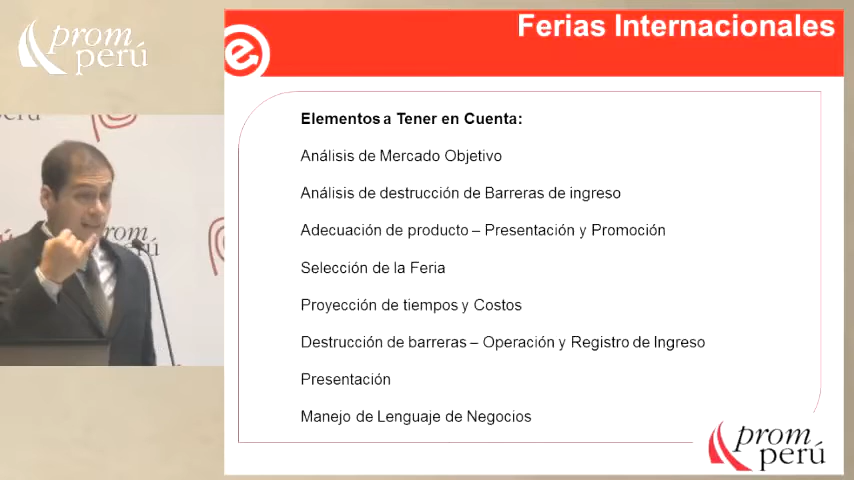 prom
perú
Ferias Internacionales
Elementos a Tener en Cuenta:
Análisis de Mercado Objetivo
Análisis de destrucción de Barreras de ingreso
Adecuación de producto – Presentación y Promoción
Selección de la Feria
Proyección de tiempos y Costos
Destrucción de barreras – Operación y Registro de Ingreso
Presentación
Manejo de Lenguaje de Negocios
prom
perú